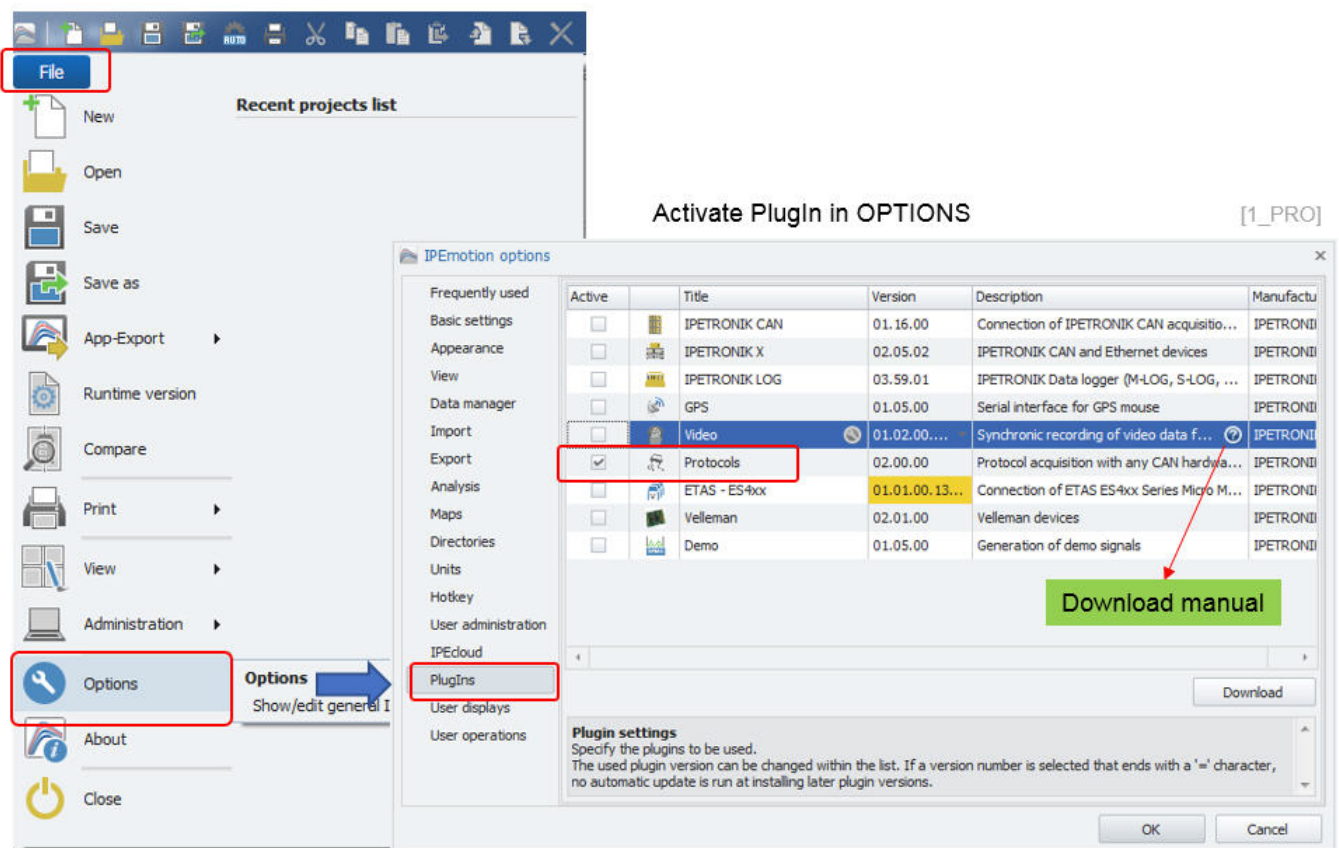 AUTO
File
New
Recent projects list
Open
Save
Save as
App-Export
Runtime version
Compare
Print
View
Administration
Options
Options
Show/edit general I
About
Close
Activate PlugIn in OPTIONS
[1_PRO]
IPEmotion options
Frequently used
Basic settings
Appearance
View
Data manager
Import
Export
Analysis
Maps
Directories
Units
Hotkey
User administration
IPEcloud
PlugIns
User displays
User operations
Active Title Version Description Manufactu
IPETRONIK CAN 01.16.00 Connection of IPETRONIK CAN acquisitio... IPETRONI
IPETRONIK X 02.05.02 IPETRONIK CAN and Ethernet devices IPETRONI
IPETRONIK LOG 03.59.01 IPETRONIK Data logger (M-LOG, S-LOG, ... IPETRONI
GPS 01.05.00 Serial interface for GPS mouse IPETRONI
Video 01.02.00.... Synchronic recording of video data f... IPETRONI
Protocols 02.00.00 Protocol acquisition with any CAN hardwa... IPETRONI
ETAS - ES4xx 01.01.00.13... Connection of ETAS ES4xx Series Micro M... IPETRONI
Velleman 02.01.00 Velleman devices IPETRONI
Demo 01.05.00 Generation of demo signals IPETRONI
Download manual
Download
Plugin settings
Specify the plugins to be used.
The used plugin version can be changed within the list. If a version number is selected that ends with a '=' character,
no automatic update is run at installing later plugin versions.
OK
Cancel